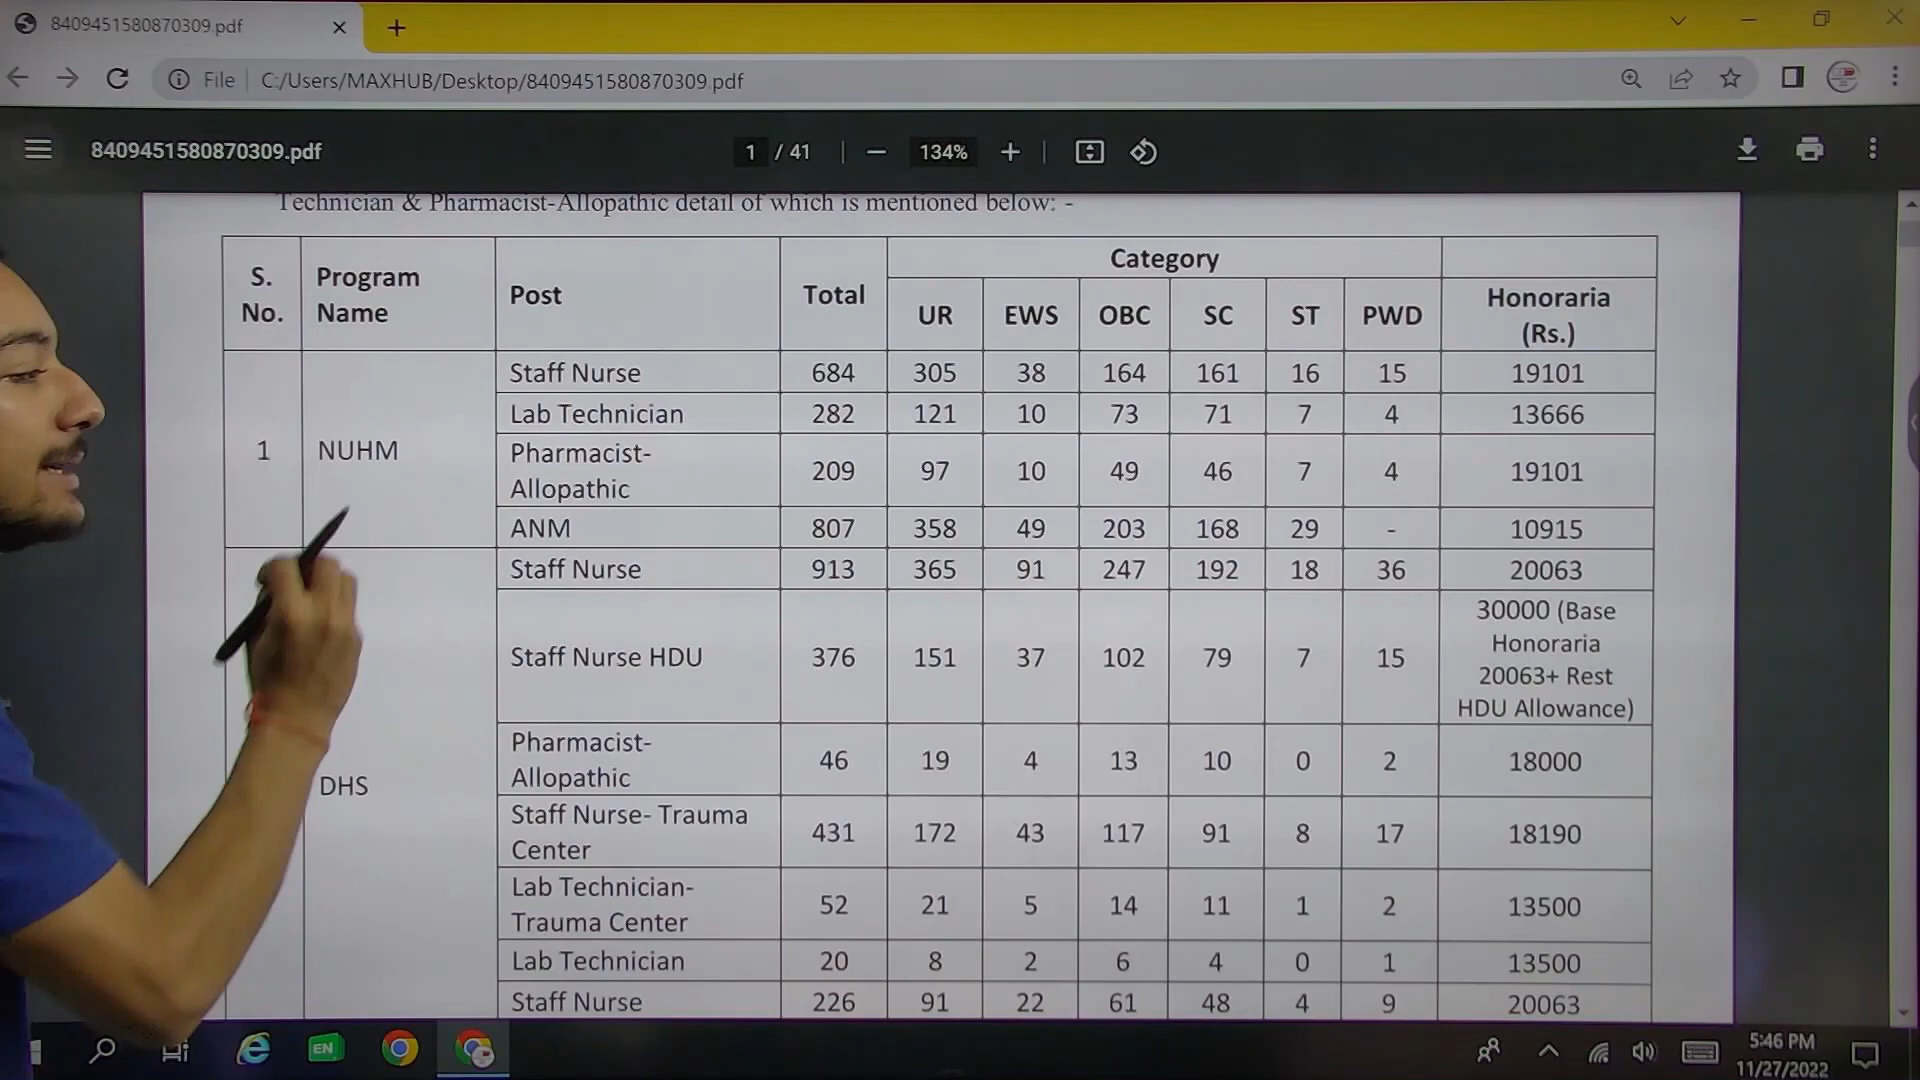 8409451580870309.pdf
File C:/Users/MAXHUB/Desktop/8409451580870309.pdf
8409451580870309.pdf
1 / 41
134%
Technician & Pharmacist-Allopathic detail of which is mentioned below: -
S. No. Program Name Post Total Category Honoraria (Rs.)
UR EWS OBC SC ST PWD
1 NUHM
Staff Nurse 684 305 38 164 161 16 15 19101
Lab Technician 282 121 10 73 71 7 4 13666
Pharmacist-
Allopathic 209 97 10 49 46 7 4 19101
ANM 807 358 49 203 168 29 - 10915
DHS
Staff Nurse 913 365 91 247 192 18 36 20063
Staff Nurse HDU 376 151 37 102 79 7 15 30000 (Base
Honoraria
20063+ Rest
HDU Allowance)
Pharmacist-
Allopathic 46 19 4 13 10 0 2 18000
Staff Nurse- Trauma
Center 431 172 43 117 91 8 17 18190
Lab Technician-
Trauma Center 52 21 5 14 11 1 2 13500
Lab Technician 20 8 2 6 4 0 1 13500
Staff Nurse 226 91 22 61 48 4 9 20063
EN
5:46 PM
11/27/2022